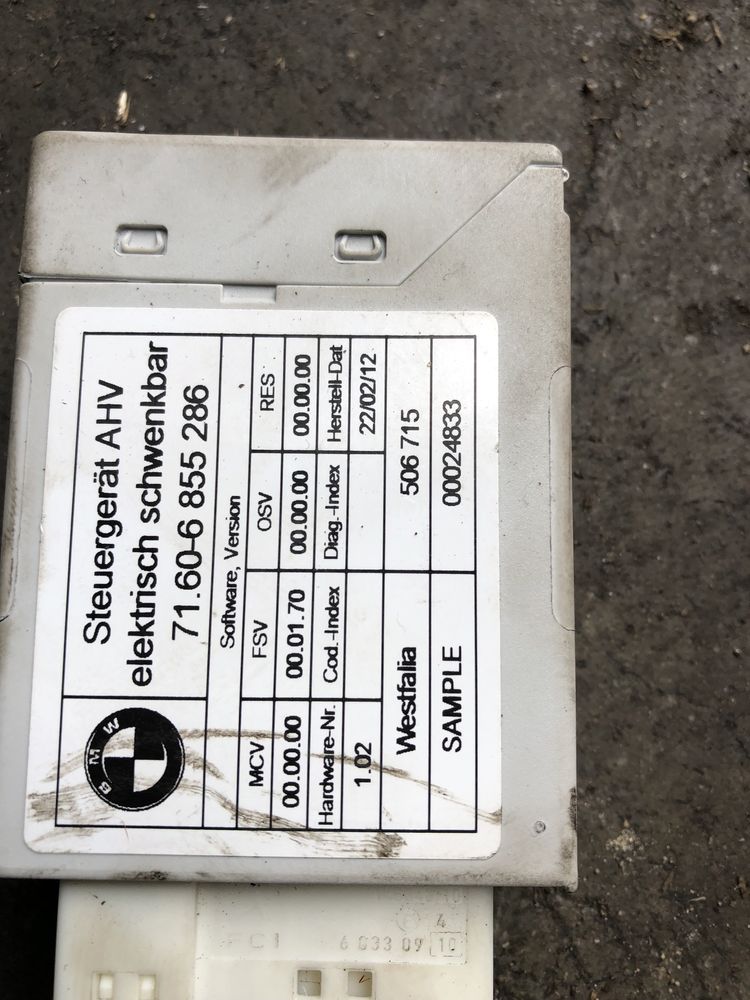 BMW
Steuergerät AHV
elektrisch schwenkbar
71.60-6 855 286
Software, Version
MCV FSV OSV RES
00.00.00 00.01.70 00.00.00 00.00.00
Hardware-Nr. Cod.-Index Diag.-Index Herstell-Dat
1.02 22/02/12
Westfalia 506 715
SAMPLE 00024833
4
FCI 6 033 09 10